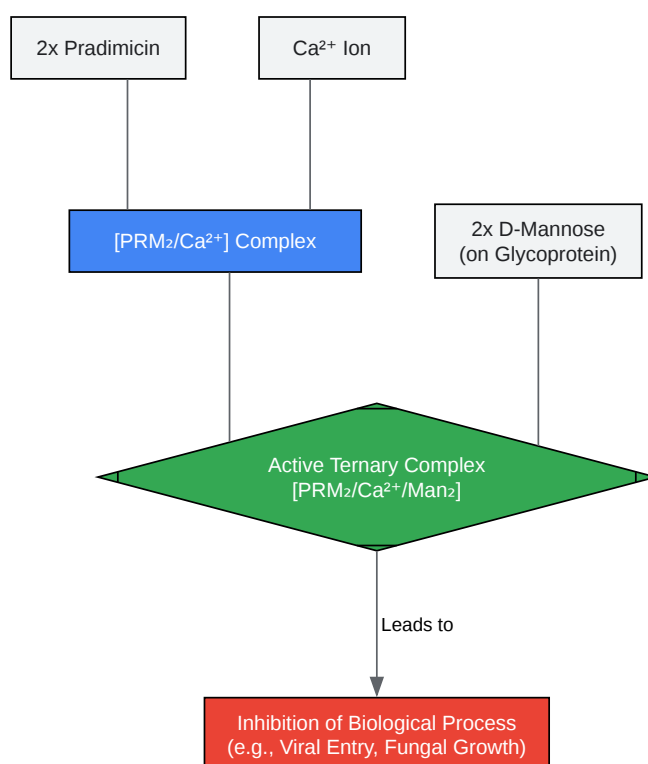 2x Pradimicin
Ca²⁺ Ion
[PRM₂/Ca²⁺] Complex
2x D-Mannose
(on Glycoprotein)
Active Ternary Complex
[PRM₂/Ca²⁺/Man₂]
Leads to
Inhibition of Biological Process
(e.g., Viral Entry, Fungal Growth)